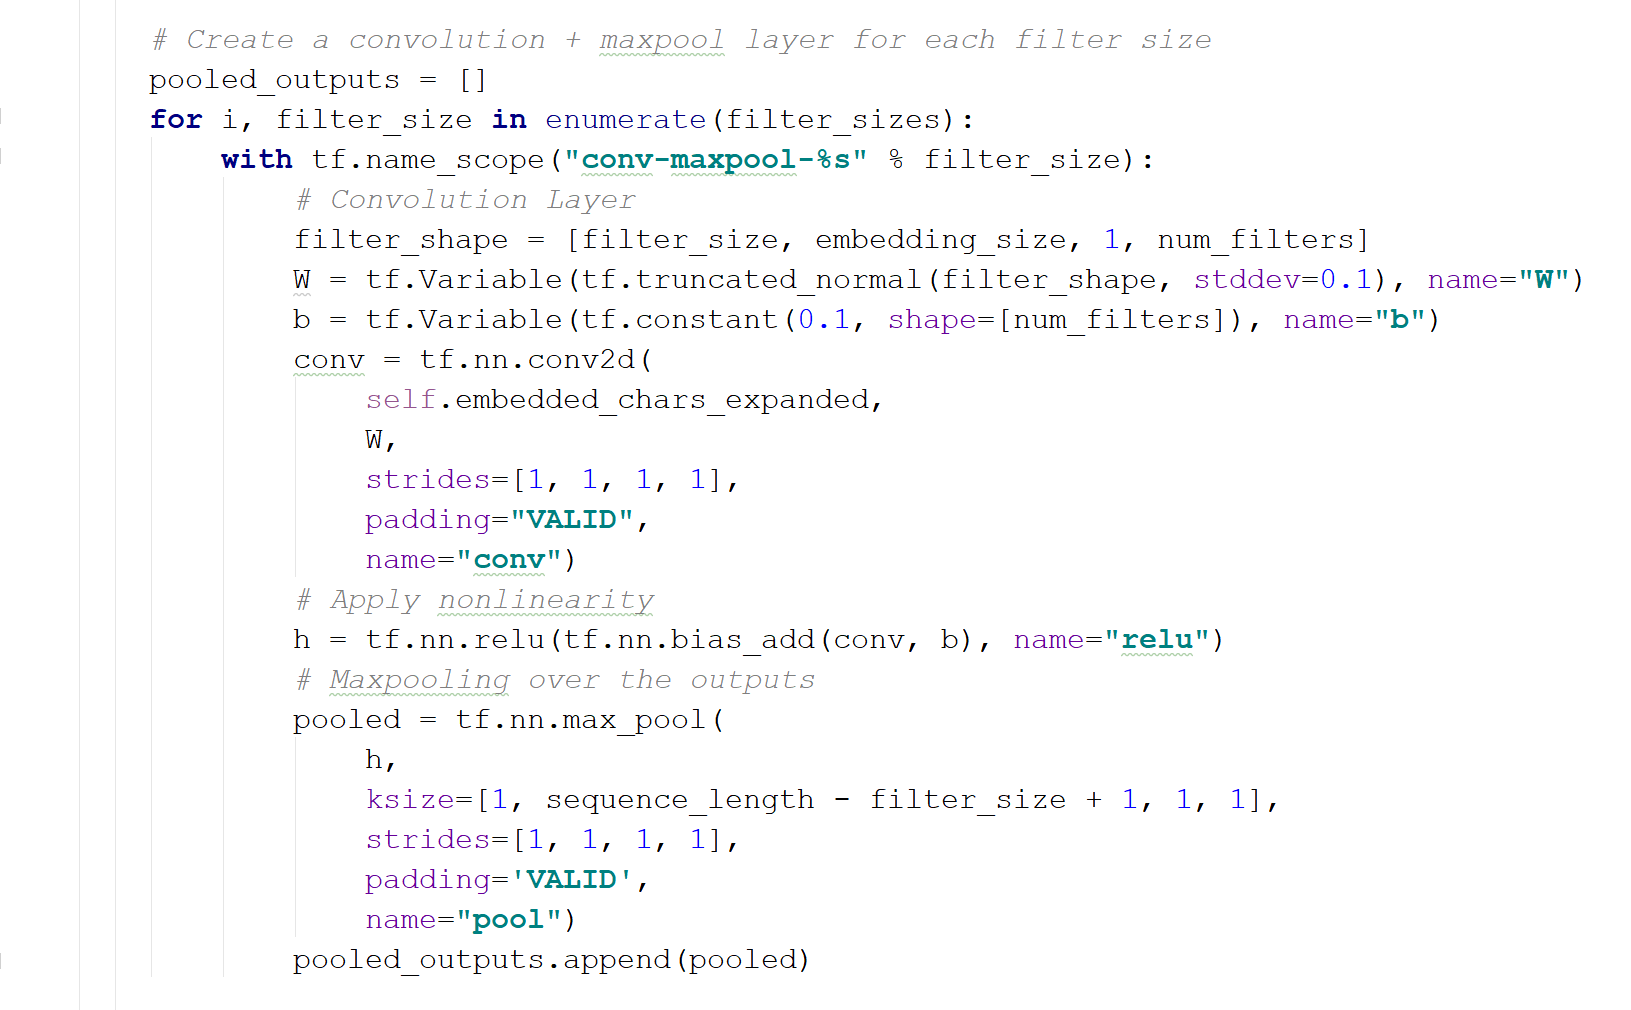 # Create a convolution + maxpool layer for each filter size
pooled_outputs = []
for i, filter_size in enumerate(filter_sizes):
    with tf.name_scope("conv-maxpool-%s" % filter_size):
        # Convolution Layer
        filter_shape = [filter_size, embedding_size, 1, num_filters]
        W = tf.Variable(tf.truncated_normal(filter_shape, stddev=0.1), name="W")
        b = tf.Variable(tf.constant(0.1, shape=[num_filters]), name="b")
        conv = tf.nn.conv2d(
            self.embedded_chars_expanded,
            W,
            strides=[1, 1, 1, 1],
            padding="VALID",
            name="conv")
        # Apply nonlinearity
        h = tf.nn.relu(tf.nn.bias_add(conv, b), name="relu")
        # Maxpooling over the outputs
        pooled = tf.nn.max_pool(
            h,
            ksize=[1, sequence_length - filter_size + 1, 1, 1],
            strides=[1, 1, 1, 1],
            padding='VALID',
            name="pool")
        pooled_outputs.append(pooled)